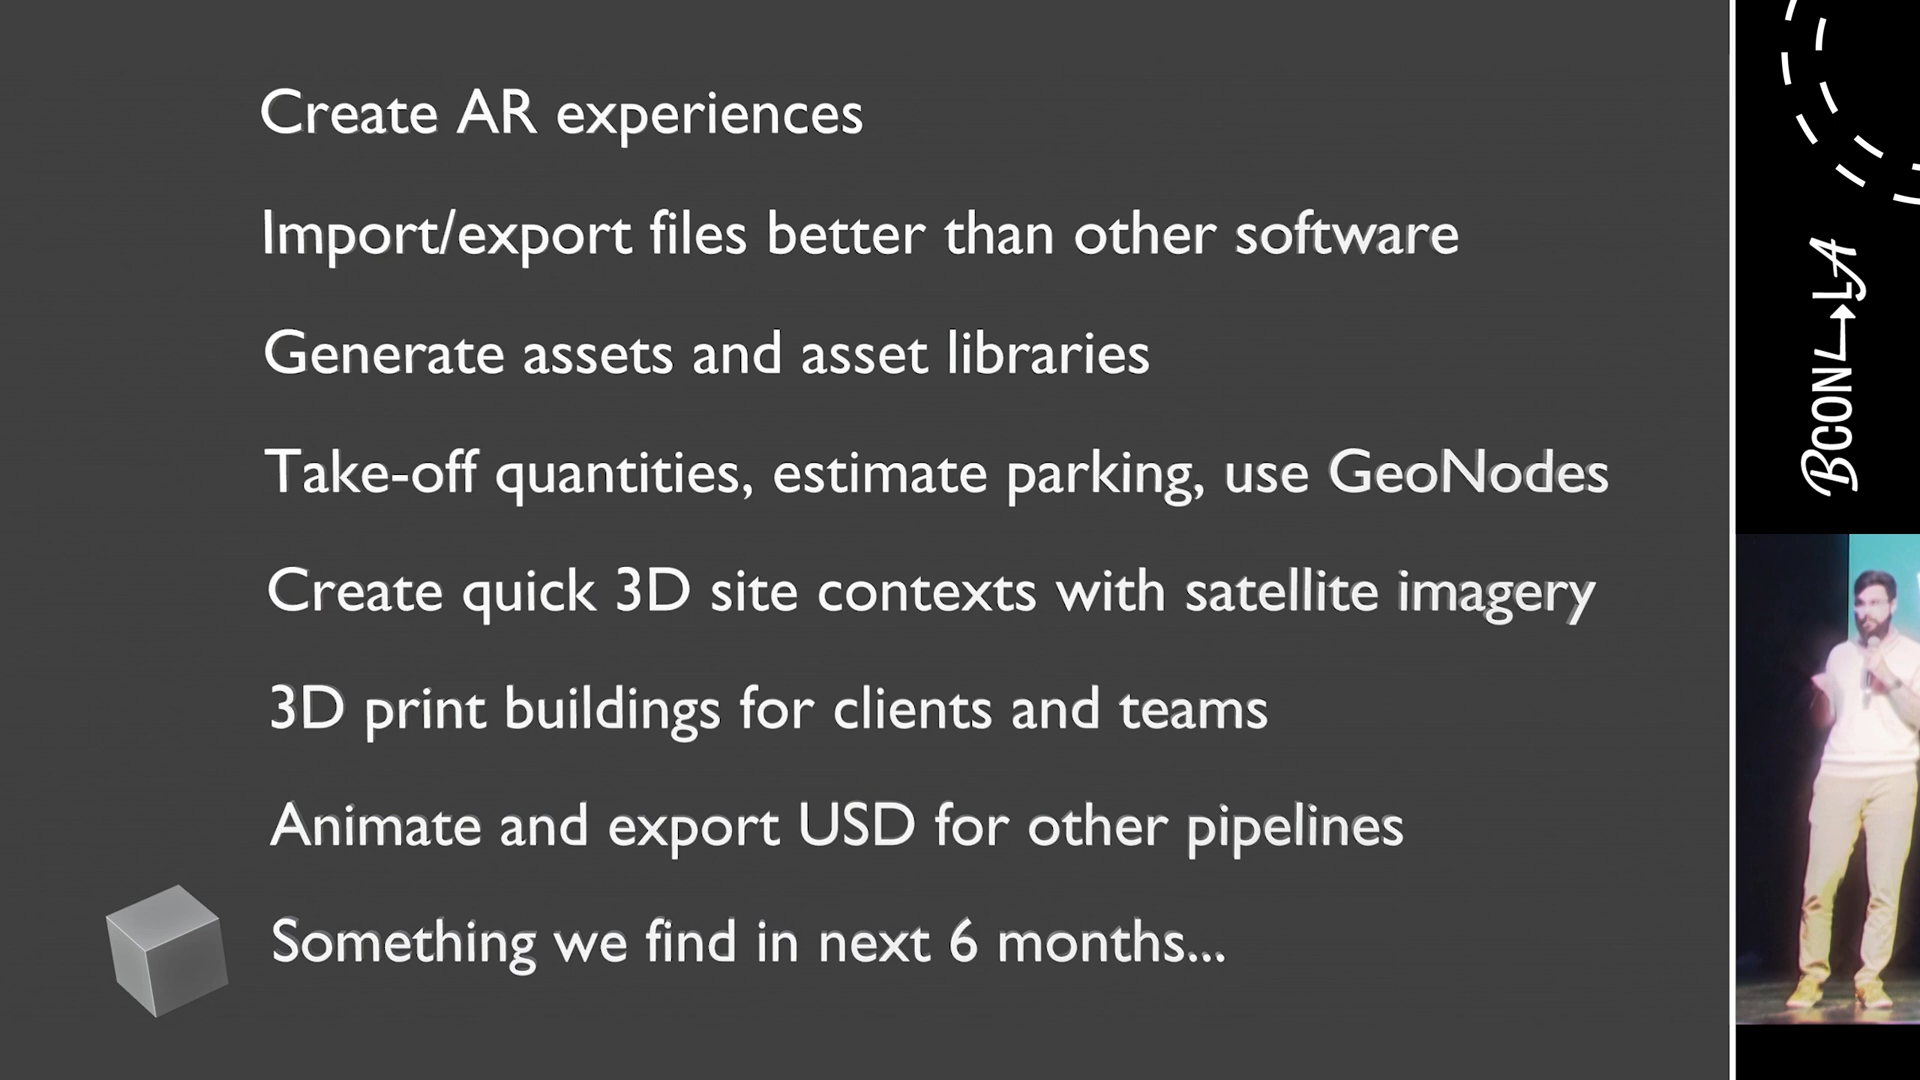 Create AR experiences
Import/export files better than other software
Generate assets and asset libraries
Take-off quantities, estimate parking, use GeoNodes
Create quick 3D site contexts with satellite imagery
3D print buildings for clients and teams
Animate and export USD for other pipelines
Something we find in next 6 months...
BCON LA